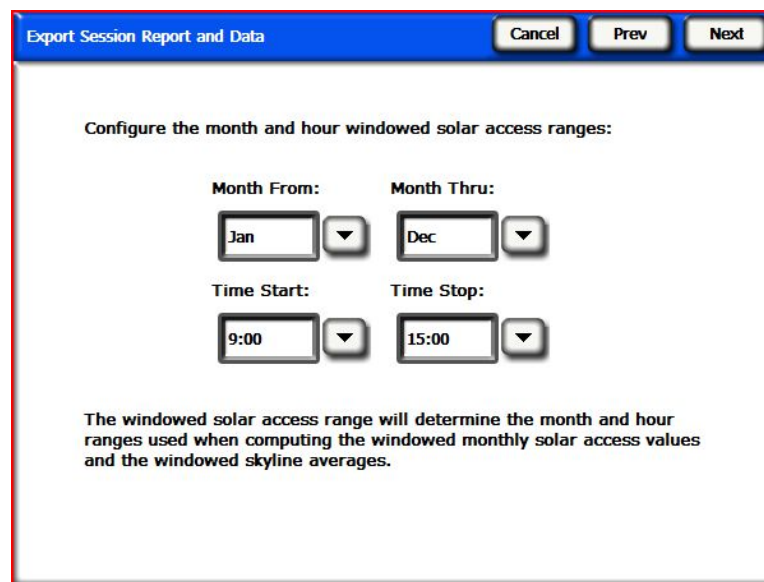 Export Session Report and Data
Cancel
Prev
Next
Configure the month and hour windowed solar access ranges:
Month From: Month Thru:
Jan Dec
Time Start: Time Stop:
9:00 15:00
The windowed solar access range will determine the month and hour
ranges used when computing the windowed monthly solar access values
and the windowed skyline averages.